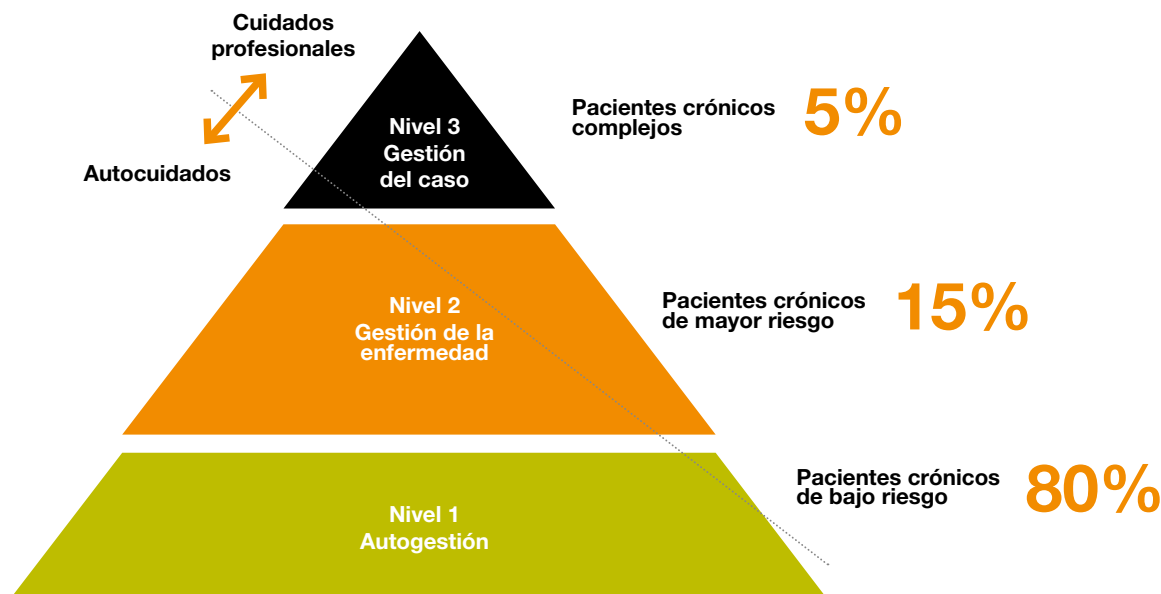 Cuidados
profesionales
Autocuidados
Nivel 3
Gestión
del caso
Pacientes crónicos
complejos
5%
Nivel 2
Gestión de la
enfermedad
Pacientes crónicos
de mayor riesgo
15%
Nivel 1
Autogestión
Pacientes crónicos
de bajo riesgo
80%